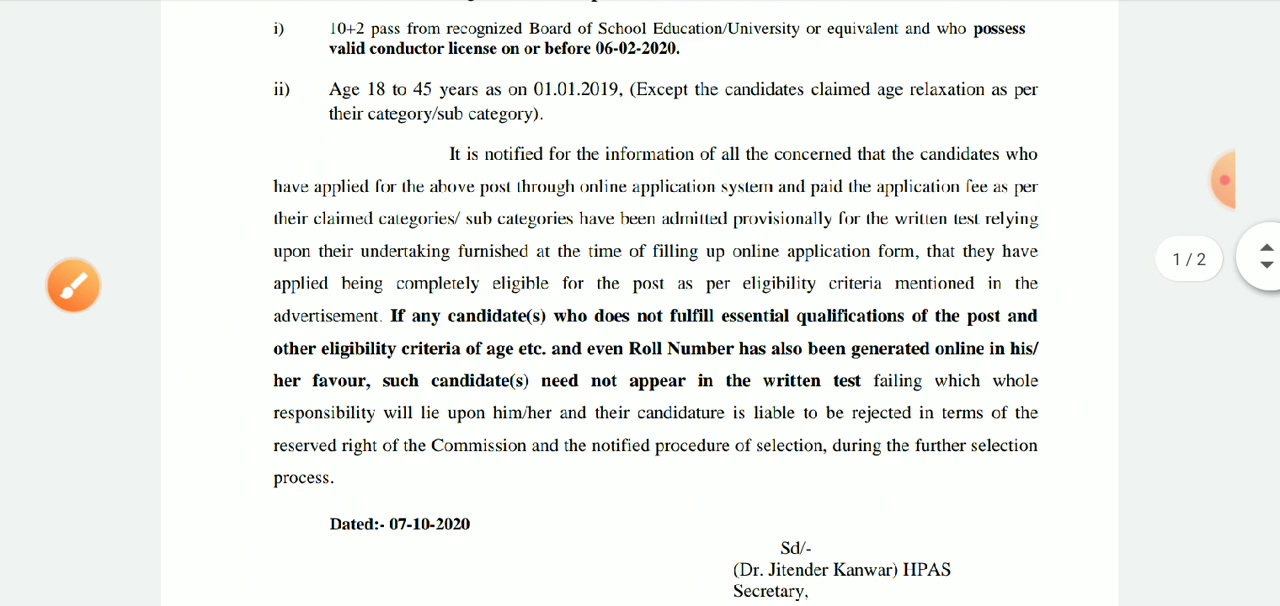 i) 10+2 pass from recognized Board of School Education/University or equivalent and who possess
valid conductor license on or before 06-02-2020.
ii) Age 18 to 45 years as on 01.01.2019, (Except the candidates claimed age relaxation as per
their category/sub category).
It is notified for the information of all the concerned that the candidates who
have applied for the above post through online application system and paid the application fee as per
their claimed categories/ sub categories have been admitted provisionally for the written test relying
upon their undertaking furnished at the time of filling up online application form, that they have
applied being completely eligible for the post as per eligibility criteria mentioned in the
advertisement. If any candidate(s) who does not fulfill essential qualifications of the post and
other eligibility criteria of age etc. and even Roll Number has also been generated online in his/
her favour, such candidate(s) need not appear in the written test failing which whole
responsibility will lie upon him/her and their candidature is liable to be rejected in terms of the
reserved right of the Commission and the notified procedure of selection, during the further selection
process.
Dated:- 07-10-2020
Sd/-
(Dr. Jitender Kanwar) HPAS
Secretary,
1 / 2